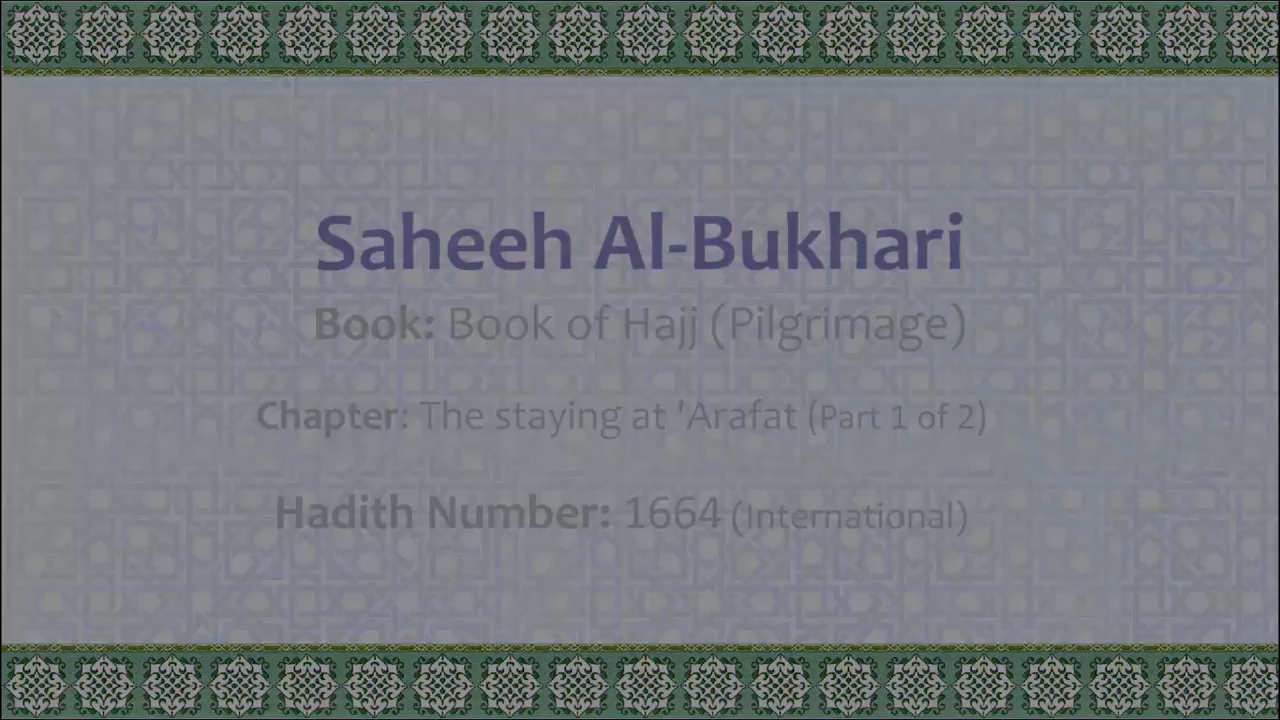 Saheeh Al-Bukhari
Book: Book of Hajj (Pilgrimage)
Chapter: The staying at 'Arafat (Part 1 of 2)
Hadith Number: 1664 (International)